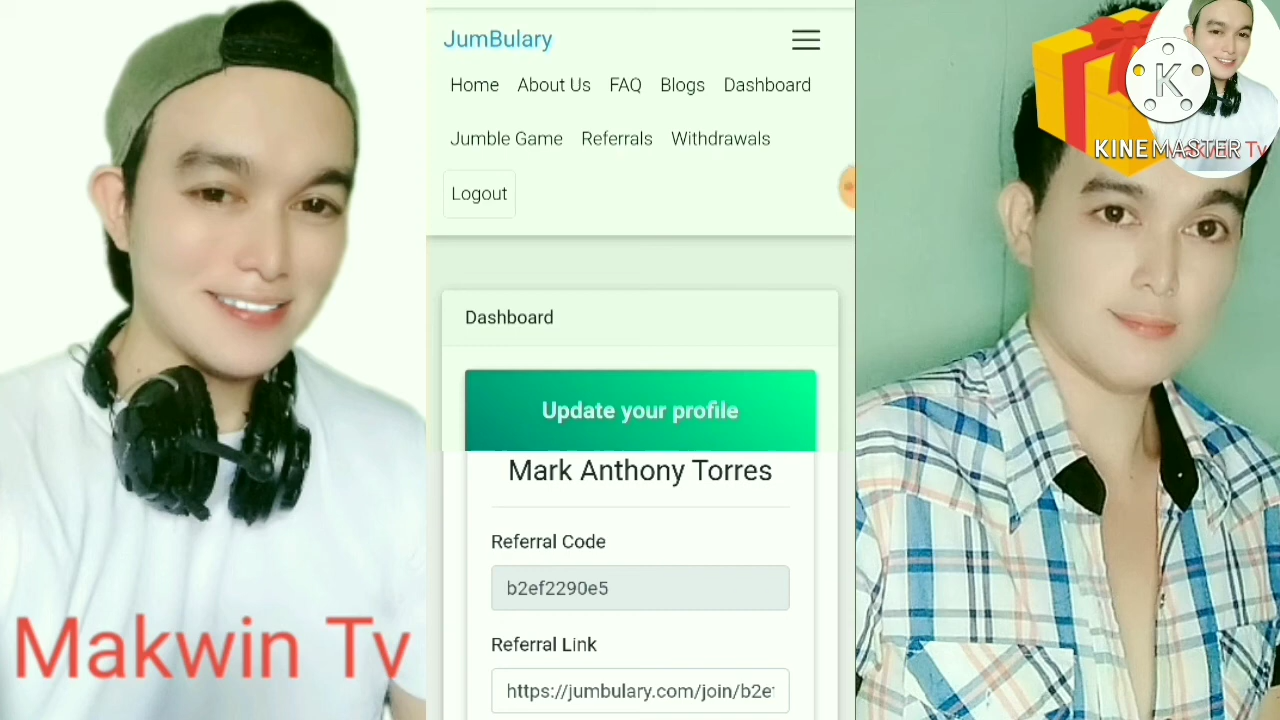 JumBulary
Home About Us FAQ Blogs Dashboard
Jumble Game Referrals Withdrawals
Logout
Dashboard
Update your profile
Mark Anthony Torres
Referral Code
b2ef2290e5
Referral Link
https://jumbulary.com/join/b2e
Makwin Tv
K
KINEMASTER
Tv